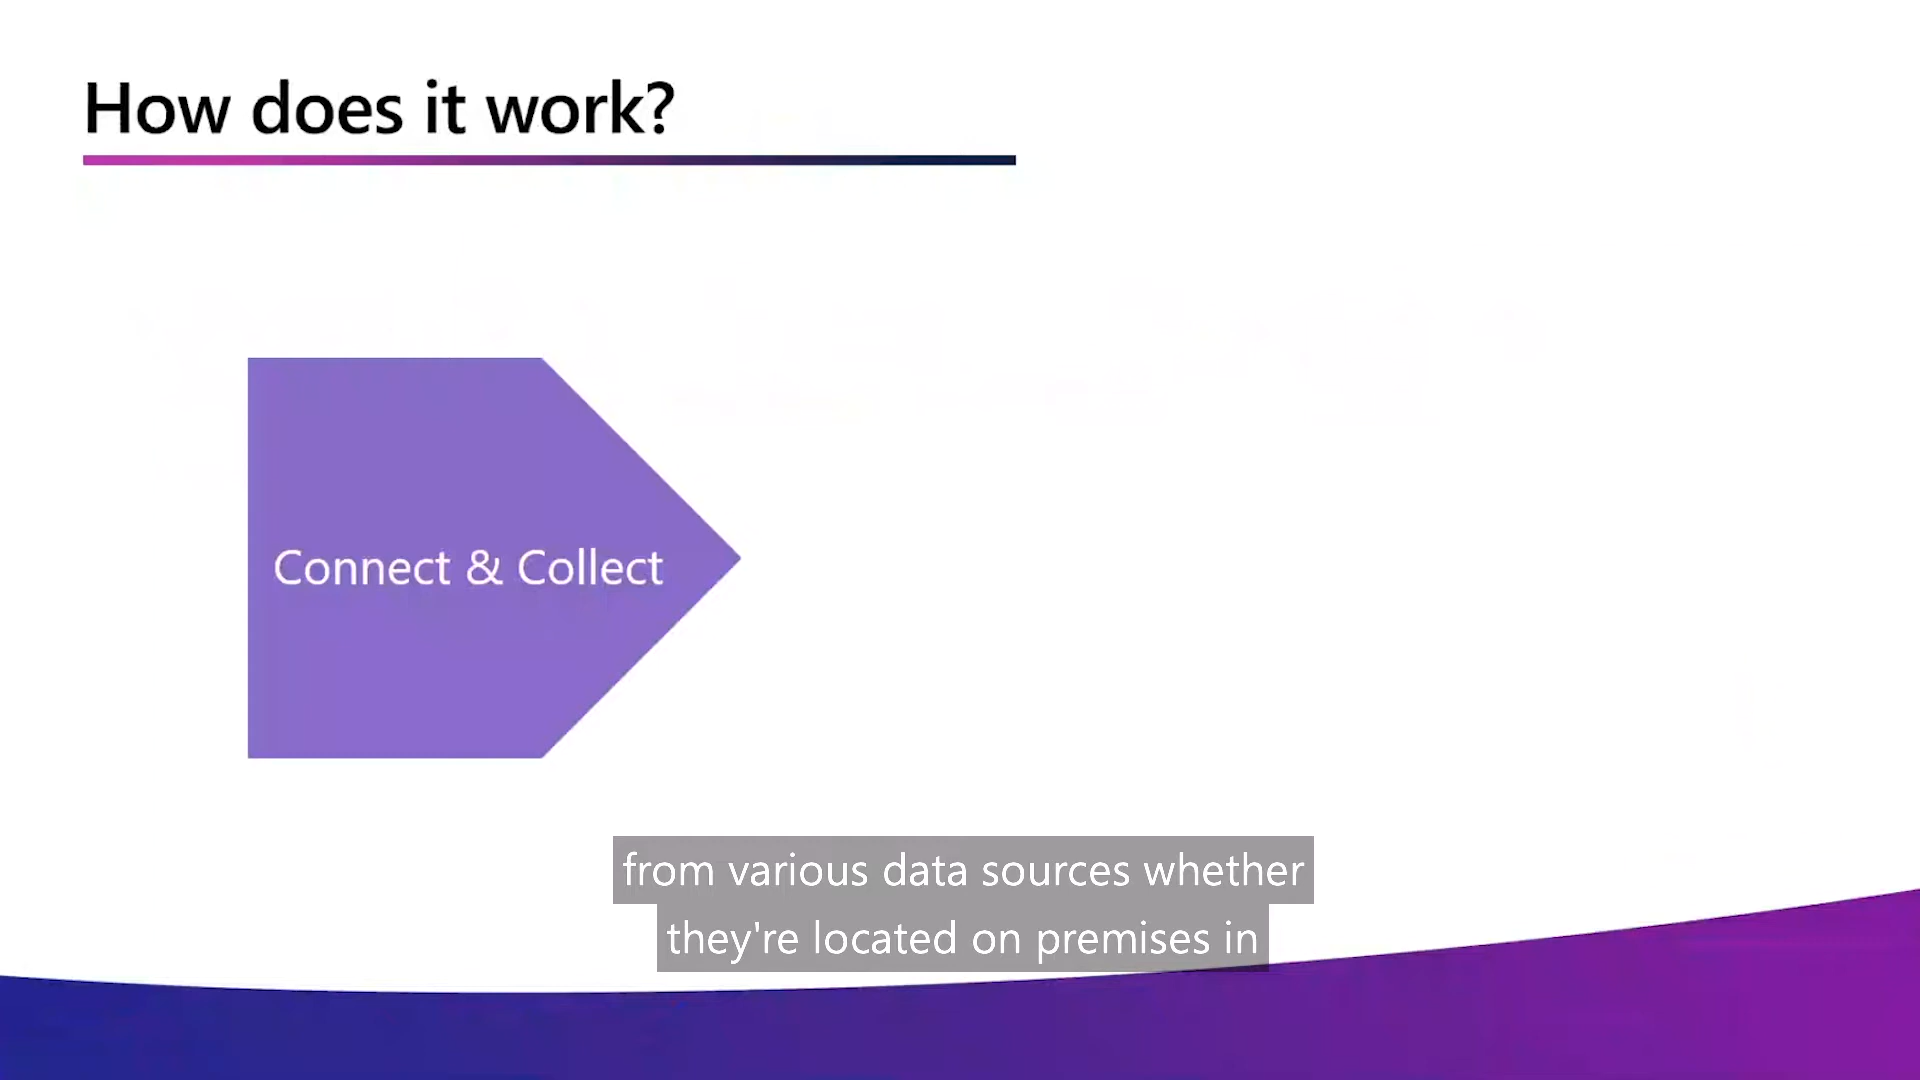 How does it work?
Connect & Collect
from various data sources whether
they're located on premises in